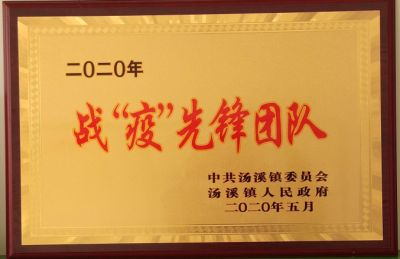 二〇二〇年
战“疫”先锋团队
中共汤溪镇委员会
汤溪镇人民政府
二〇二〇年五月